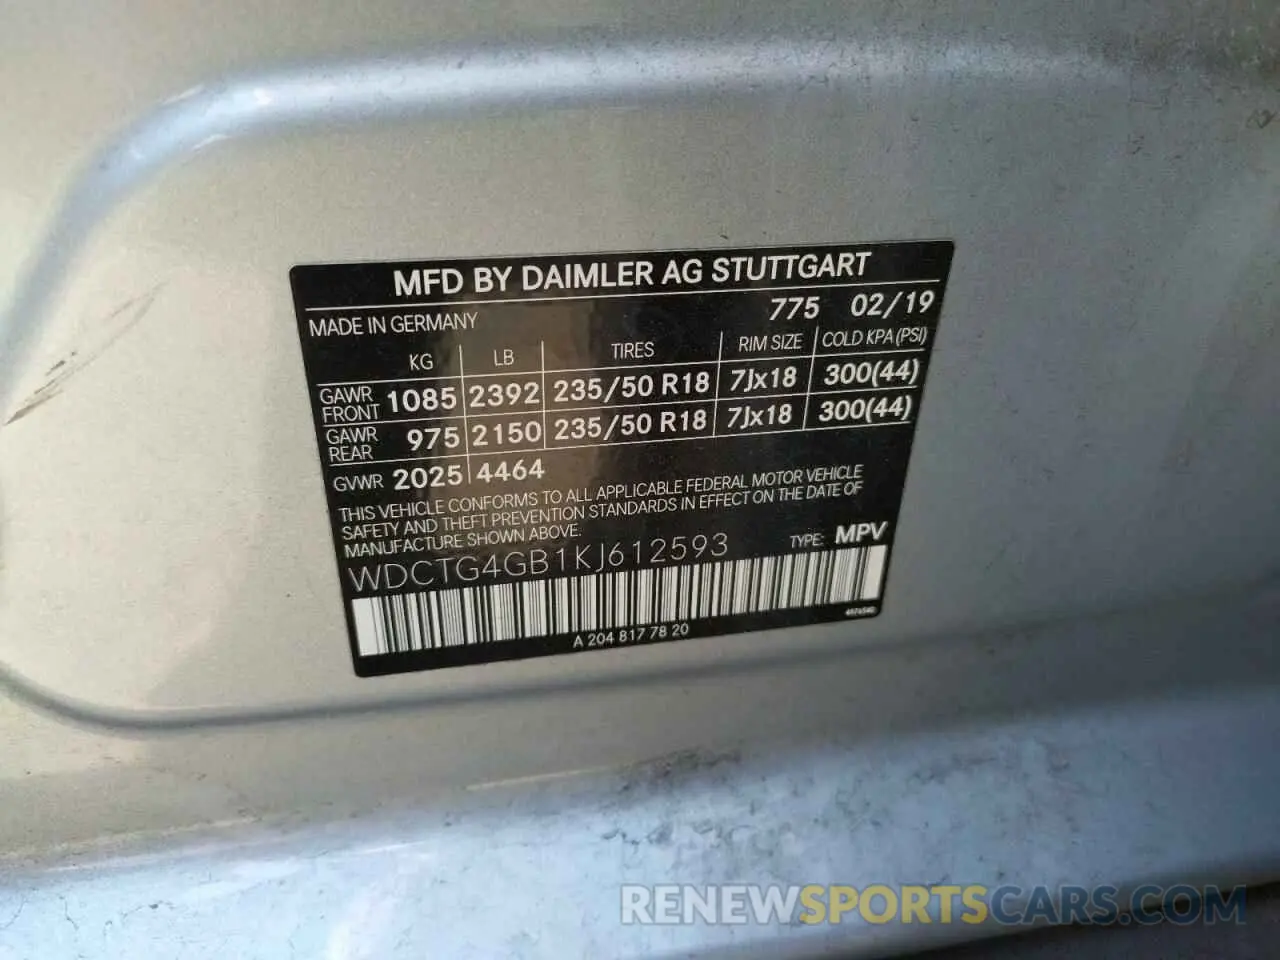 MFD BY DAIMLER AG STUTTGART
775 02/19
MADE IN GERMANY
KG LB TIRES RIM SIZE COLD KPA (PSI)
GAWR FRONT 1085 2392 235/50 R18 7Jx18 300(44)
GAWR REAR 975 2150 235/50 R18 7Jx18 300(44)
GVWR 2025 4464
THIS VEHICLE CONFORMS TO ALL APPLICABLE FEDERAL MOTOR VEHICLE
SAFETY AND THEFT PREVENTION STANDARDS IN EFFECT ON THE DATE OF
MANUFACTURE SHOWN ABOVE.
WDCTG4GB1KJ612593 TYPE: MPV
A 204 817 78 20
RENEWSPORTSCARS.COM